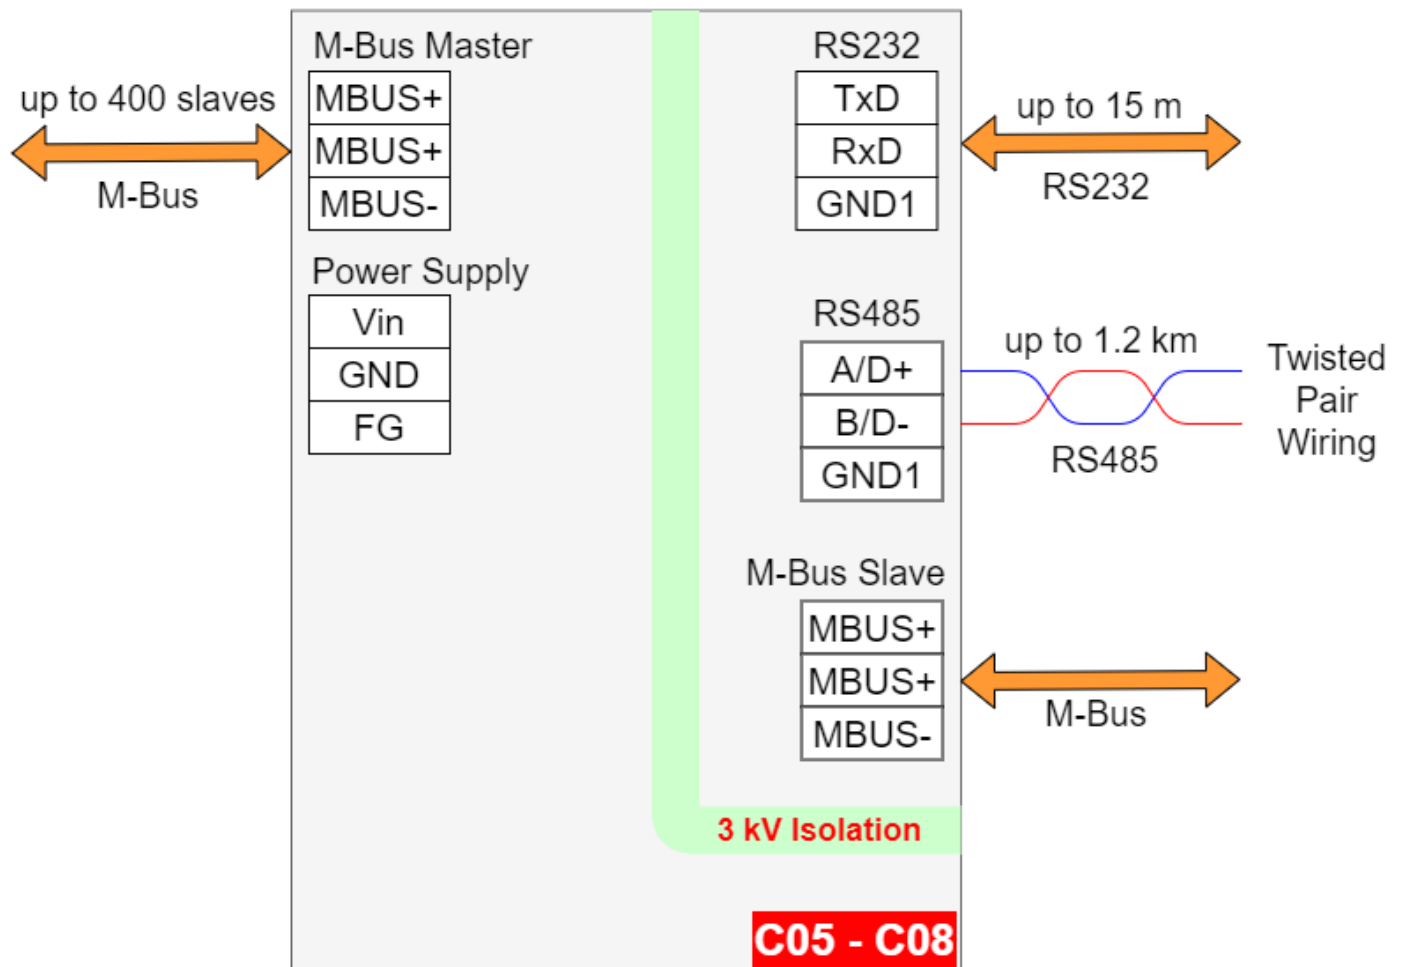 up to 400 slaves
M-Bus
M-Bus Master
MBUS+
MBUS+
MBUS-
Power Supply
Vin
GND
FG
RS232
TxD
RxD
GND1
up to 15 m
RS232
RS485
A/D+
B/D-
GND1
up to 1.2 km
RS485
Twisted
Pair
Wiring
M-Bus Slave
MBUS+
MBUS+
MBUS-
M-Bus
3 kV Isolation
C05 - C08